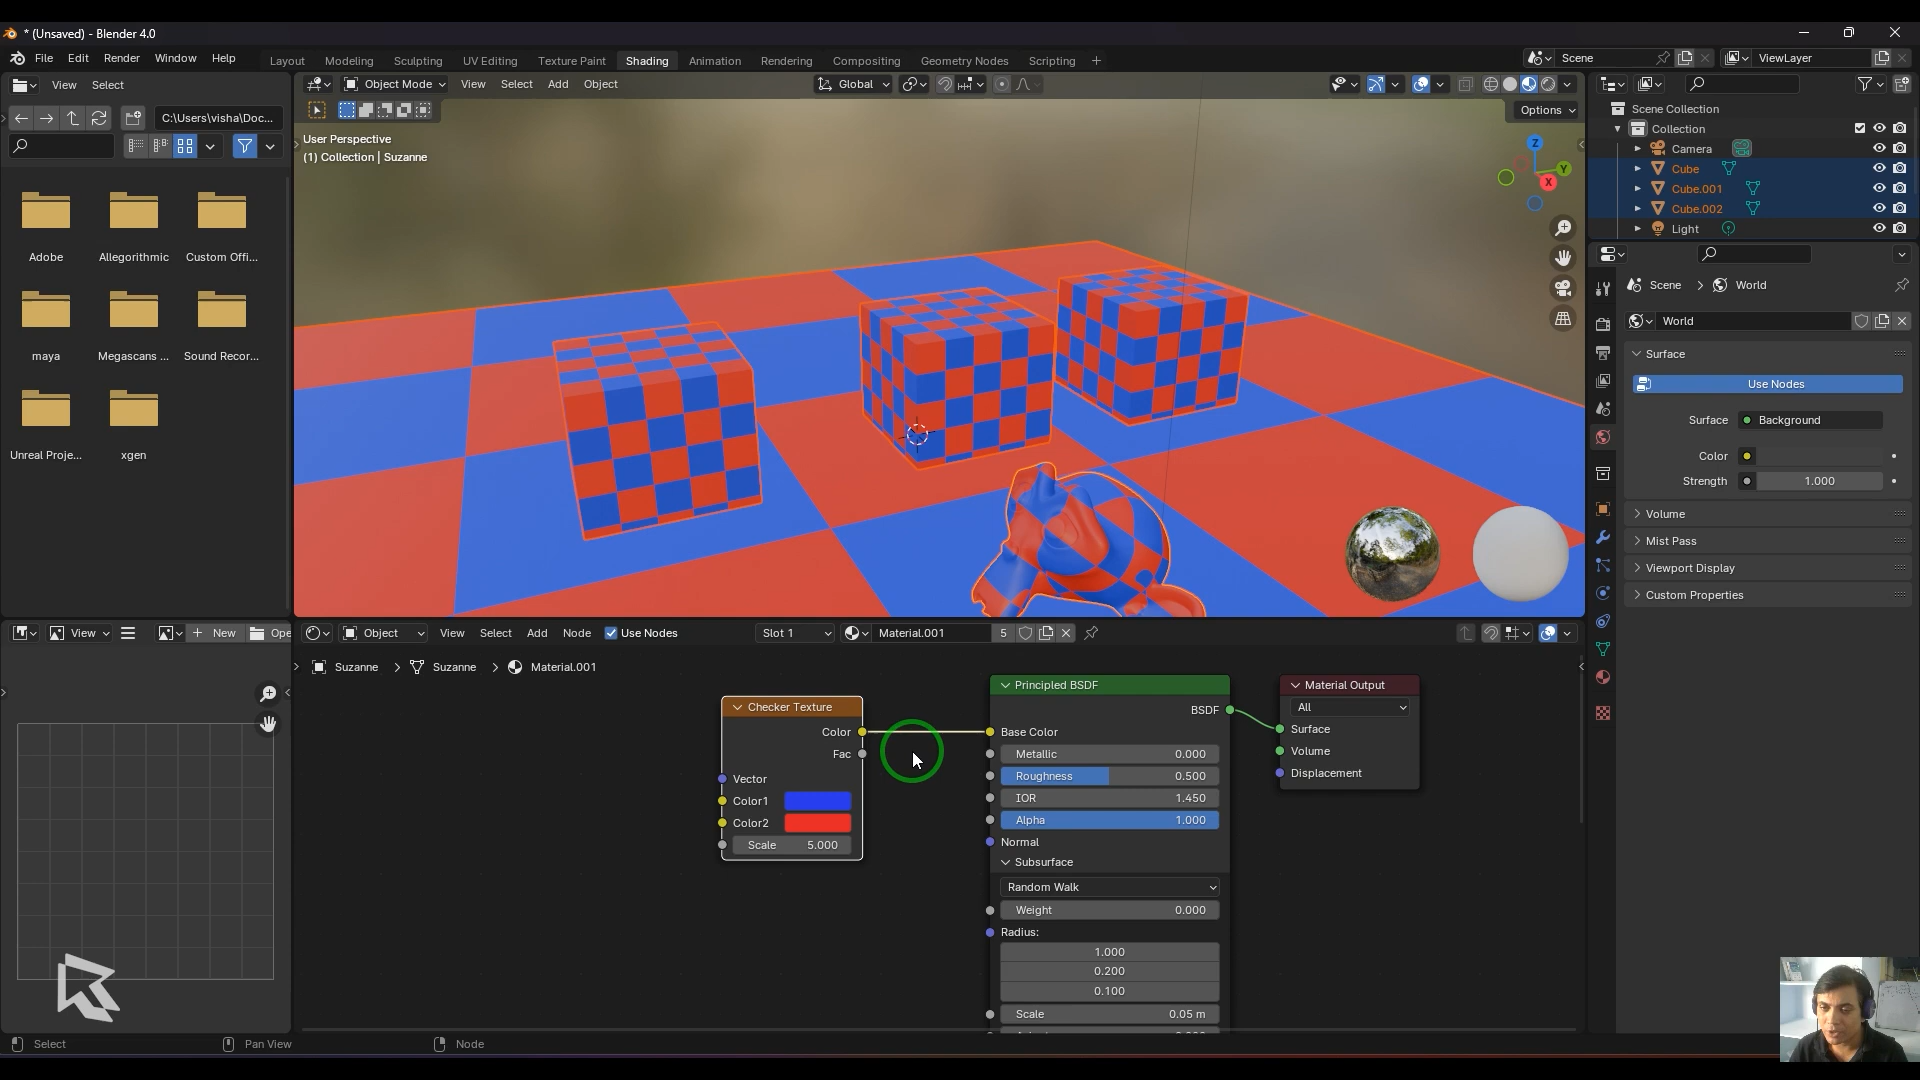 * (Unsaved) - Blender 4.0
File Edit Render Window Help
Layout Modeling Sculpting UV Editing Texture Paint Shading Animation Rendering Compositing Geometry Nodes Scripting +
Scene
ViewLayer
View Select
C:\Users\visha\Doc...
Adobe
Allegorithmic
Custom Offi...
maya
Megascans ...
Sound Recor...
Unreal Proje...
xgen
Object Mode View Select Add Object
Global
Options
User Perspective
(1) Collection | Suzanne
Z
Y
X
Scene Collection
Collection
Camera
Cube
Cube.001
Cube.002
Light
Scene > World
World
Surface
Use Nodes
Surface Background
Color
Strength 1.000
Volume
Mist Pass
Viewport Display
Custom Properties
View
+ New
Ope
Object View Select Add Node Use Nodes
Slot 1
Material.001 5
Suzanne > Suzanne > Material.001
Checker Texture
Color
Fac
Vector
Color1
Color2
Scale 5.000
Principled BSDF
BSDF
Base Color
Metallic 0.000
Roughness 0.500
IOR 1.450
Alpha 1.000
Normal
Subsurface
Random Walk
Weight 0.000
Radius:
1.000
0.200
0.100
Scale 0.05 m
Material Output
All
Surface
Volume
Displacement
Select
Pan View
Node